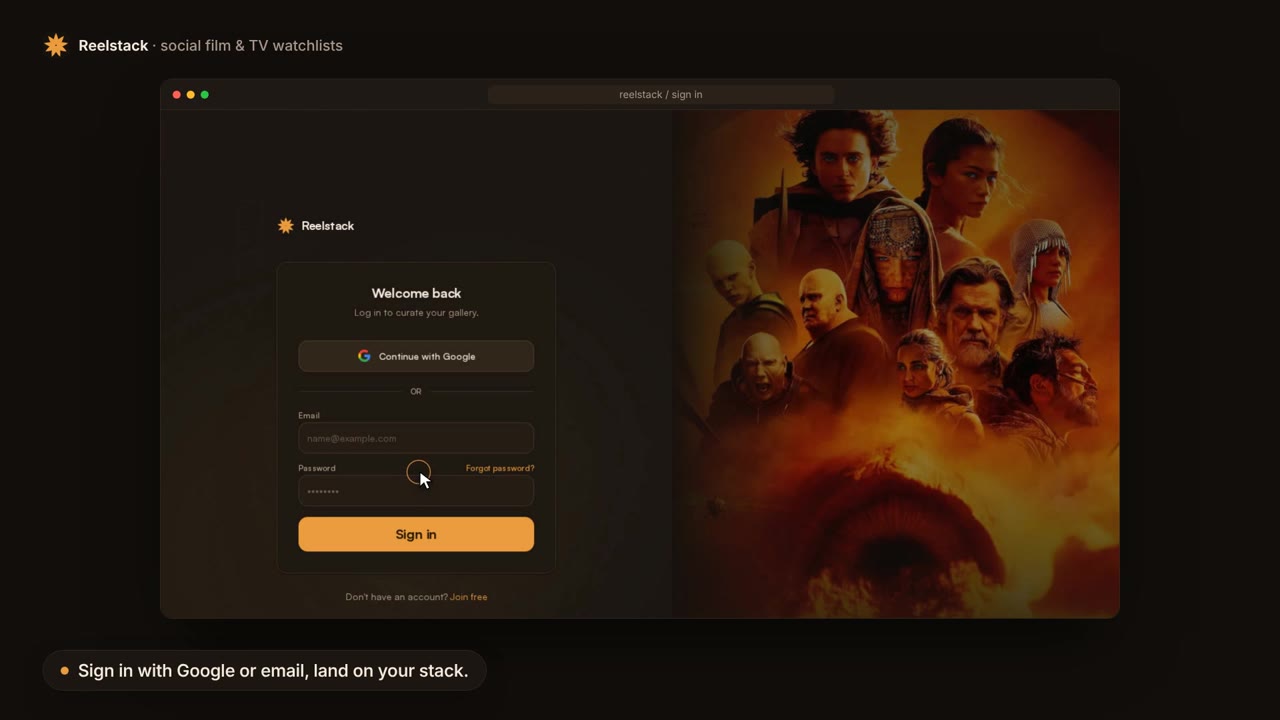 Reelstack · social film & TV watchlists
reelstack / sign in
Reelstack
Welcome back
Log in to curate your gallery.
Continue with Google
OR
Email
name@example.com
Password Forgot password?
••••••••
Sign in
Don't have an account? Join free
Sign in with Google or email, land on your stack.